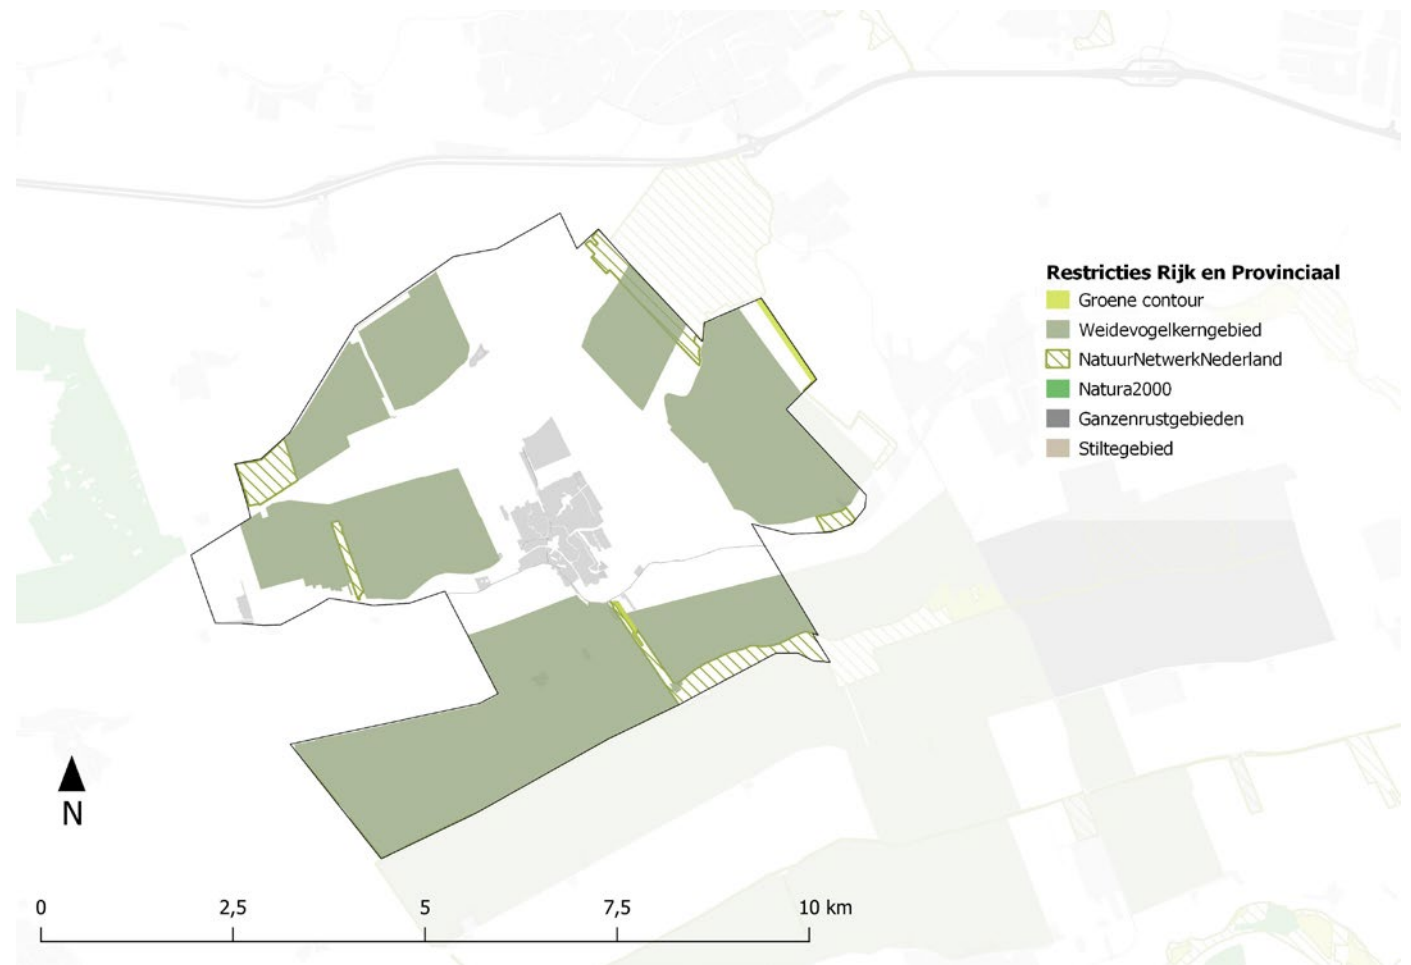 Restricties Rijk en Provinciaal
Groene contour
Weidevogelkerngebied
NatuurNetwerkNederland
Natura2000
Ganzenrustgebieden
Stiltegebied
N
0 2,5 5 7,5 10 km